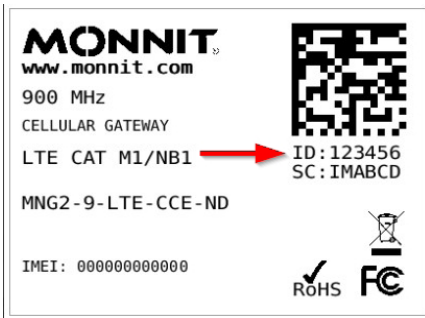 MONNIT®
www.monnit.com
900 MHz
CELLULAR GATEWAY
LTE CAT M1/NB1
ID:123456
SC:IMABCD
MNG2-9-LTE-CCE-ND
IMEI: 000000000000
RoHS
FC